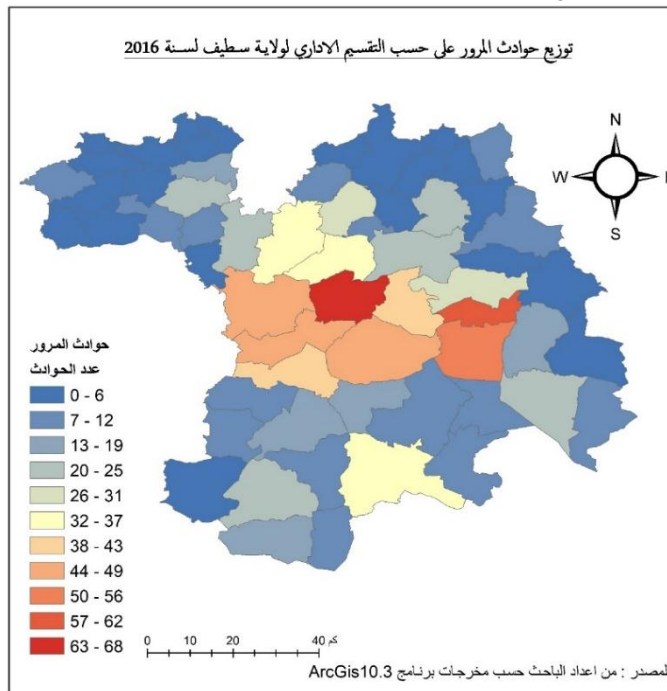 توزيع حوادث المرور على حسب التقسيم الاداري لولاية سطيف لسنة 2016
N
W
S
حوادث المرور
عدد الحوادث
0 - 6
7 - 12
13 - 19
20 - 25
26 - 31
32 - 37
38 - 43
44 - 49
50 - 56
57 - 62
63 - 68
0 10 20 40 كم
المصدر : من اعداد الباحث حسب مخرجات برنامج ArcGis10.3